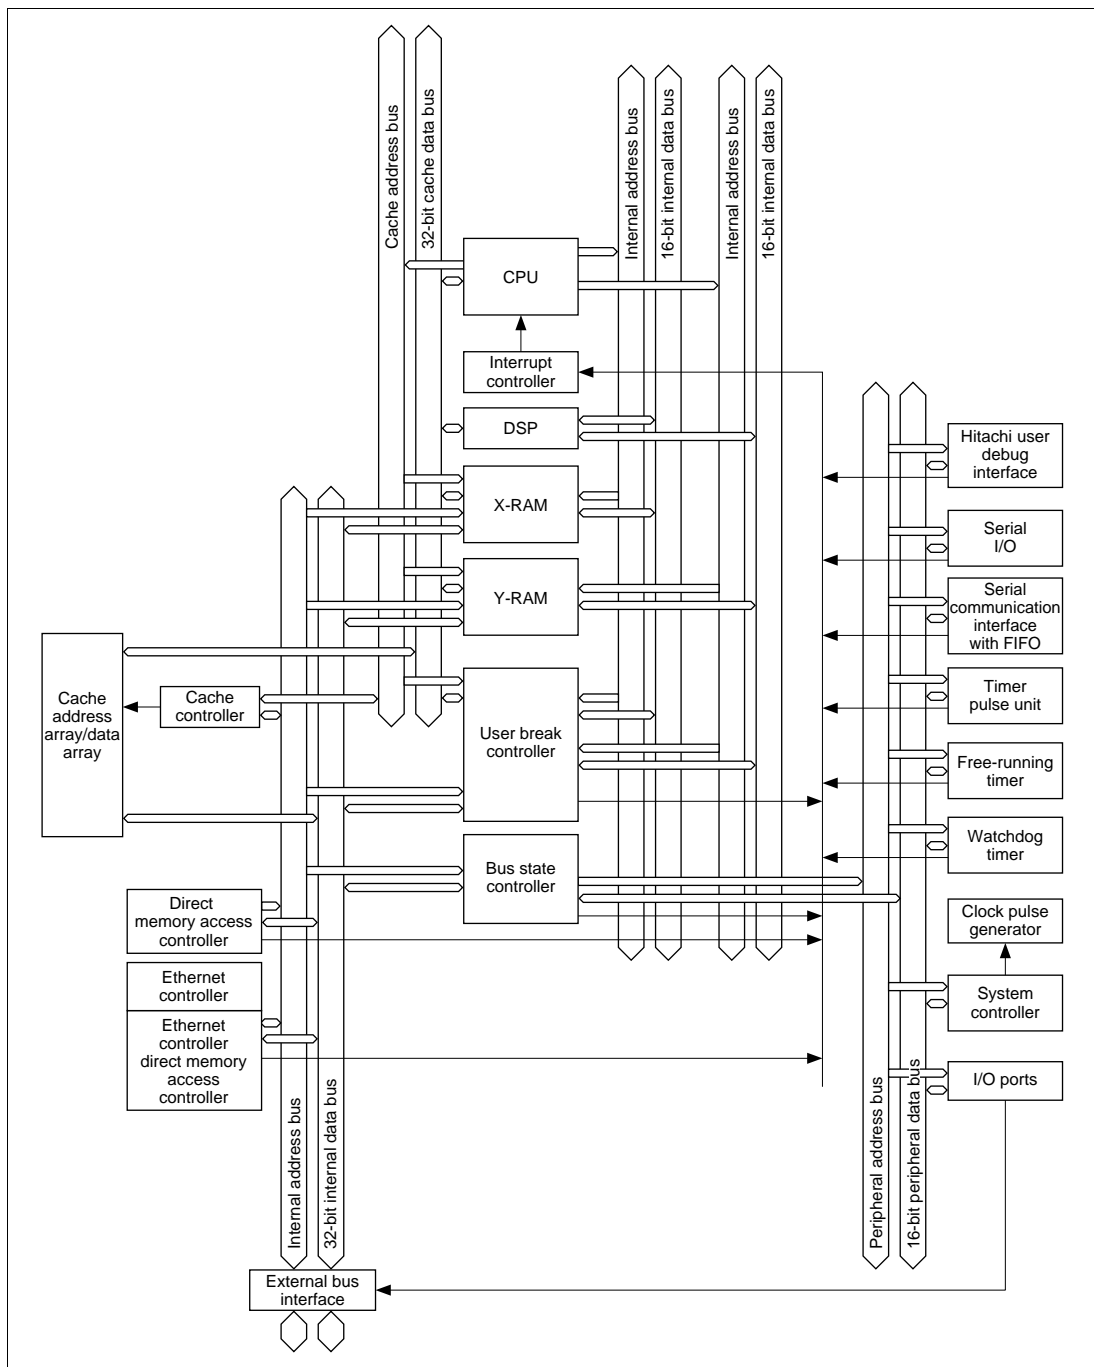 Cache address bus
32-bit cache data bus
Internal address bus
16-bit internal data bus
Internal address bus
16-bit internal data bus
CPU
Interrupt
controller
DSP
X-RAM
Y-RAM
Cache
address
array/data
array
Cache
controller
User break
controller
Bus state
controller
Direct
memory access
controller
Ethernet
controller
Ethernet
controller
direct memory
access
controller
Internal address bus
32-bit internal data bus
External bus
interface
Peripheral address bus
16-bit peripheral data bus
Hitachi user
debug
interface
Serial
I/O
Serial
communication
interface
with FIFO
Timer
pulse unit
Free-running
timer
Watchdog
timer
Clock pulse
generator
System
controller
I/O ports